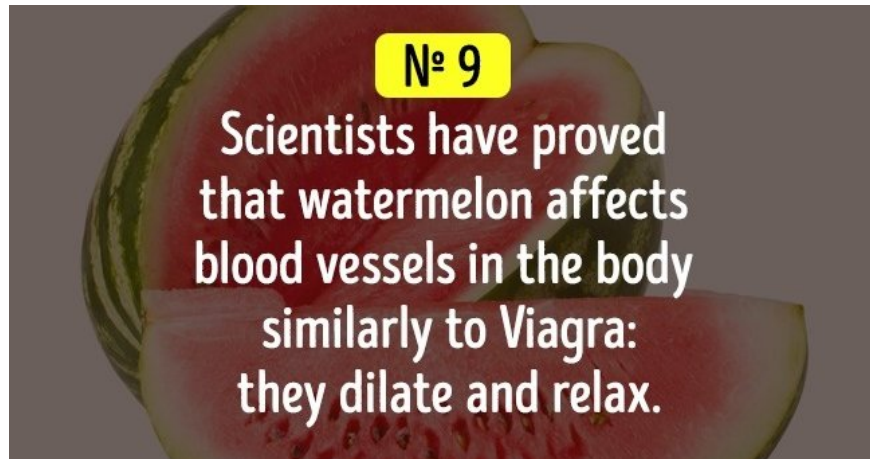 № 9
Scientists have proved
that watermelon affects
blood vessels in the body
similarly to Viagra:
they dilate and relax.